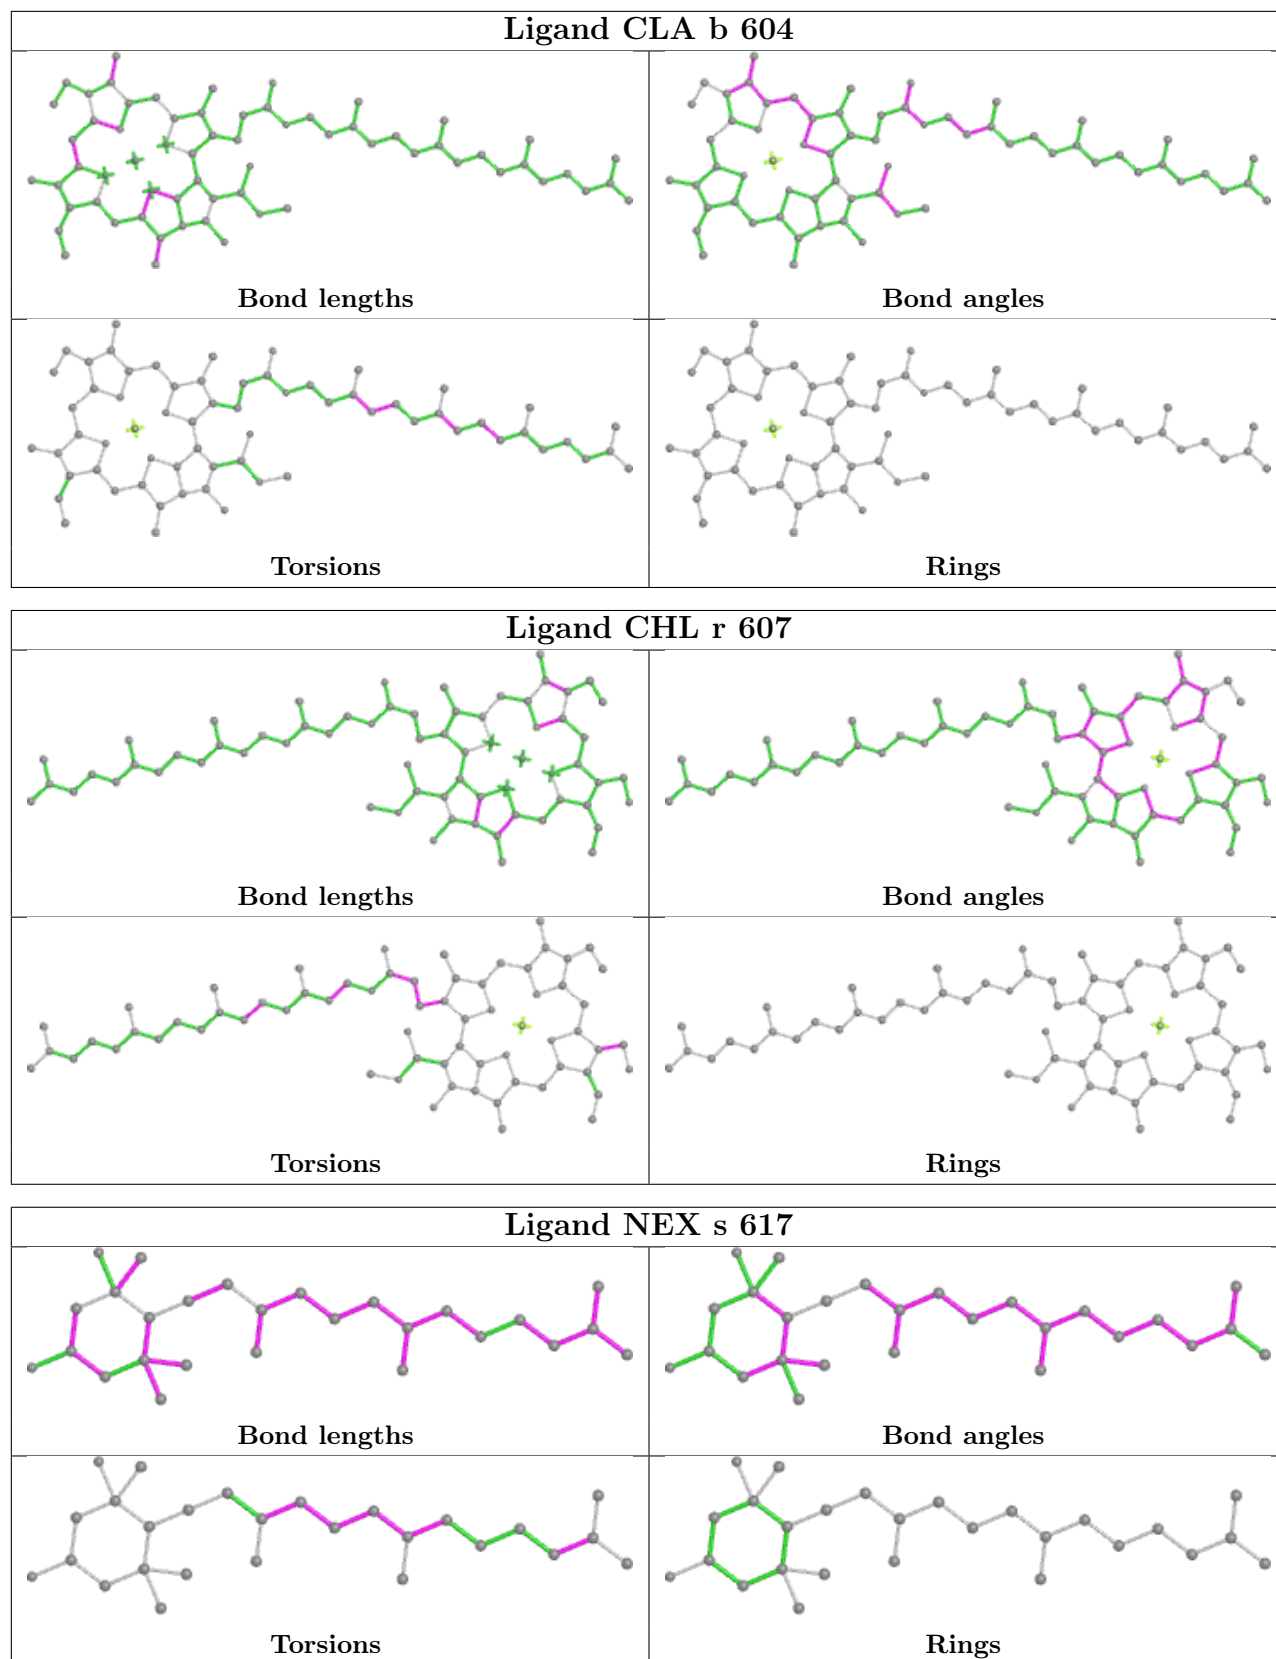 Ligand CLA b 604
Bond lengths
Bond angles
Torsions
Rings
Ligand CHL r 607
Bond lengths
Bond angles
Torsions
Rings
Ligand NEX s 617
Bond lengths
Bond angles
Torsions
Rings